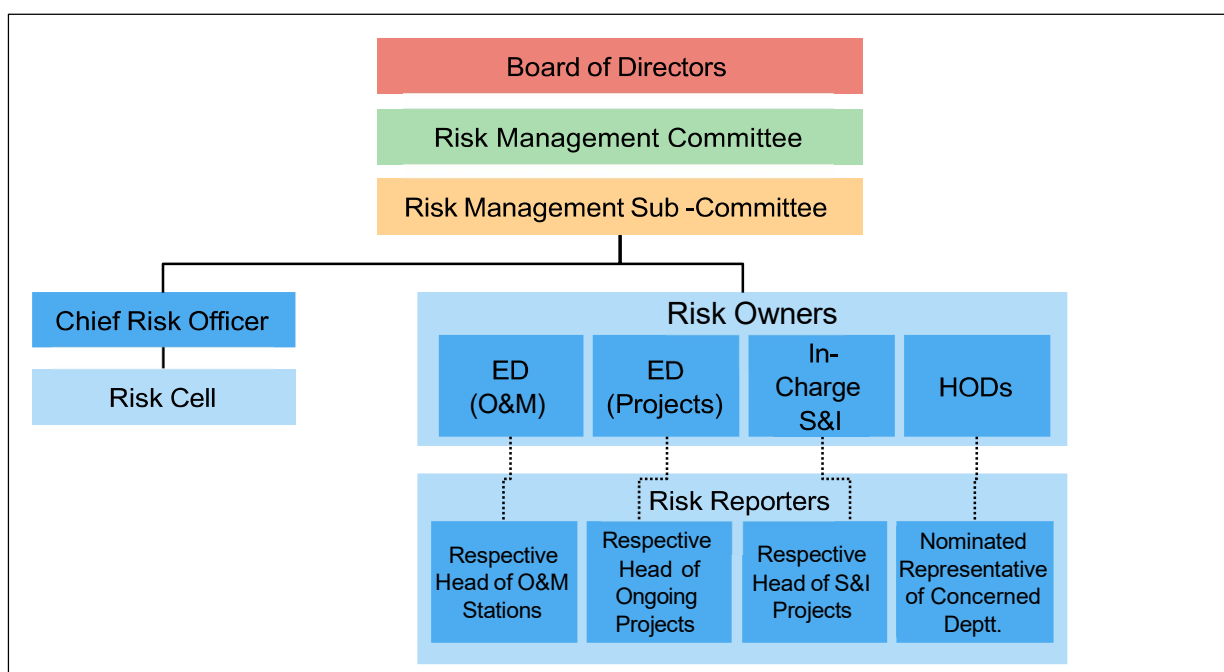 Board of Directors
Risk Management Committee
Risk Management Sub -Committee
Chief Risk Officer
Risk Cell
Risk Owners
ED
(O&M)
ED
(Projects)
In-
Charge
S&I
HODs
Risk Reporters
Respective
Head of O&M
Stations
Respective
Head of
Ongoing
Projects
Respective
Head of S&I
Projects
Nominated
Representative
of Concerned
Deptt.